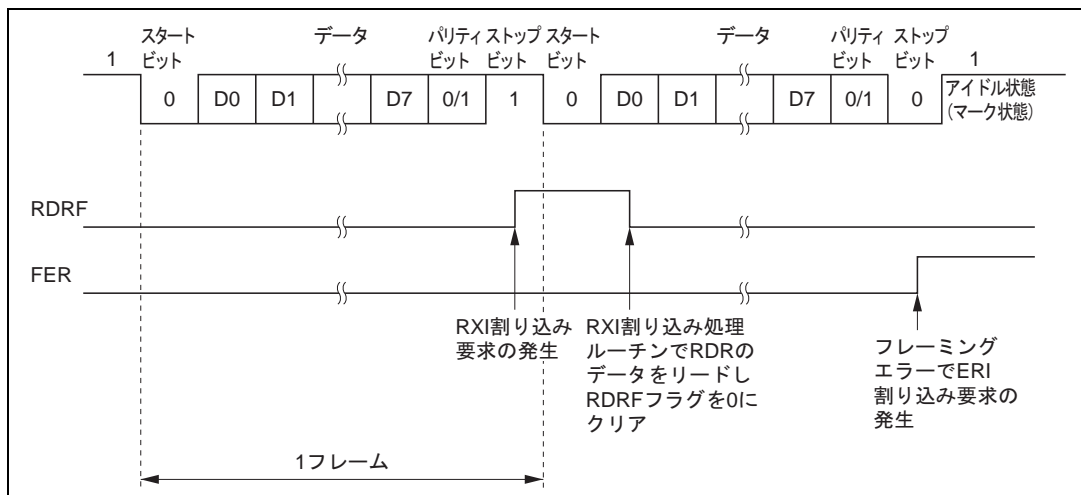 スタート データ パリティ ストップ スタート データ パリティ ストップ
1 ビット ビット ビット ビット ビット ビット 1
0 D0 D1 D7 0/1 1 0 D0 D1 D7 0/1 0 アイドル状態
(マーク状態)
RDRF
FER
RXI割り込み
要求の発生
RXI割り込み処理
ルーチンでRDRの
データをリードし
RDRFフラグを0に
クリア
フレーミング
エラーでERI
割り込み要求の
発生
1フレーム